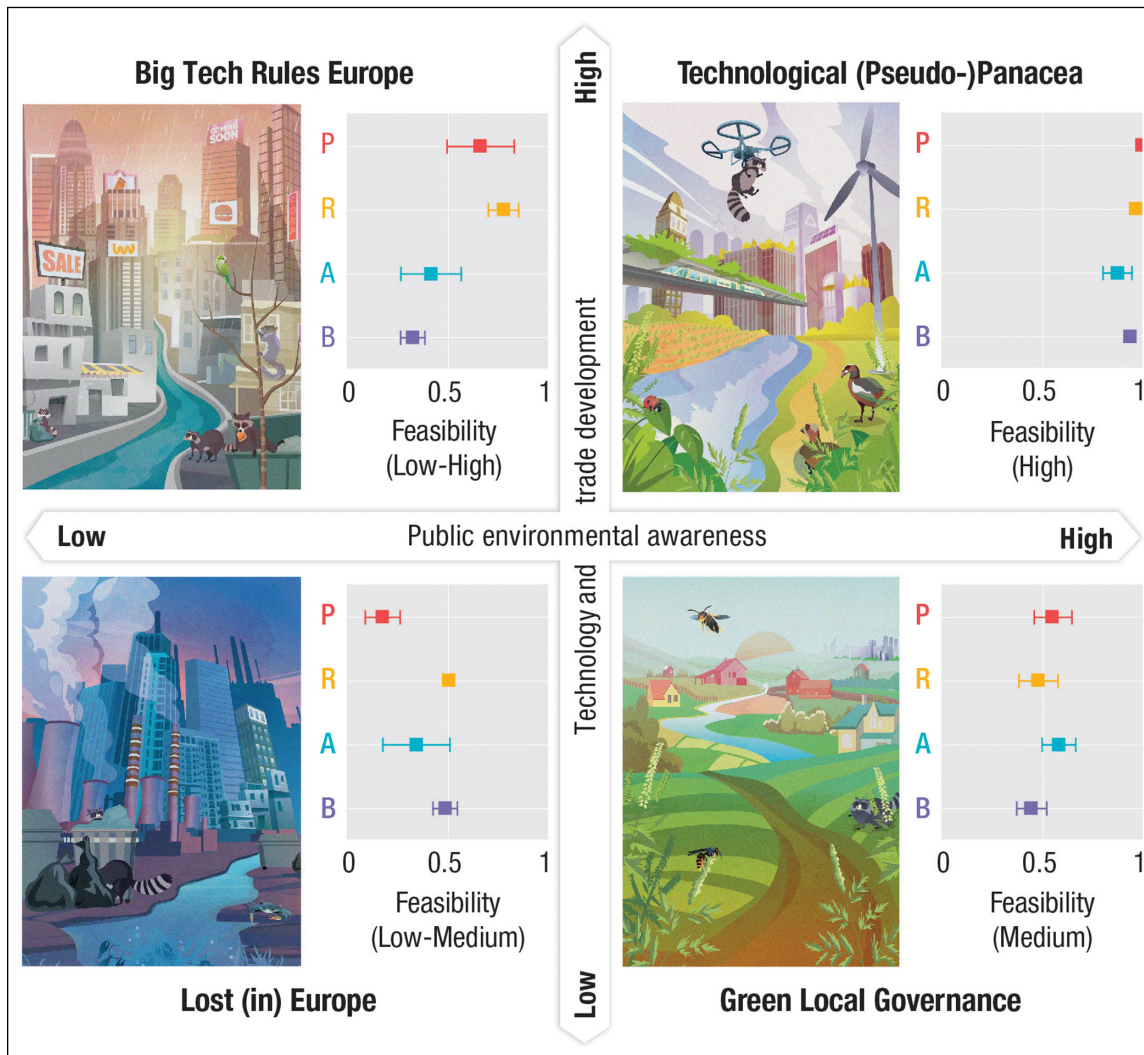 Big Tech Rules Europe
COMING
SOON
SALE
P
R
A
B
0
0.5
1
Feasibility
(Low-High)
High
Technology and
trade development
Low
Technological (Pseudo-)Panacea
P
R
A
B
0.5
1
Feasibility
(High)
Low
Public environmental awareness
High
P
R
A
B
0
0.5
1
Feasibility
(Low-Medium)
Lost (in) Europe
P
R
A
B
0.5
1
Feasibility
(Medium)
Green Local Governance